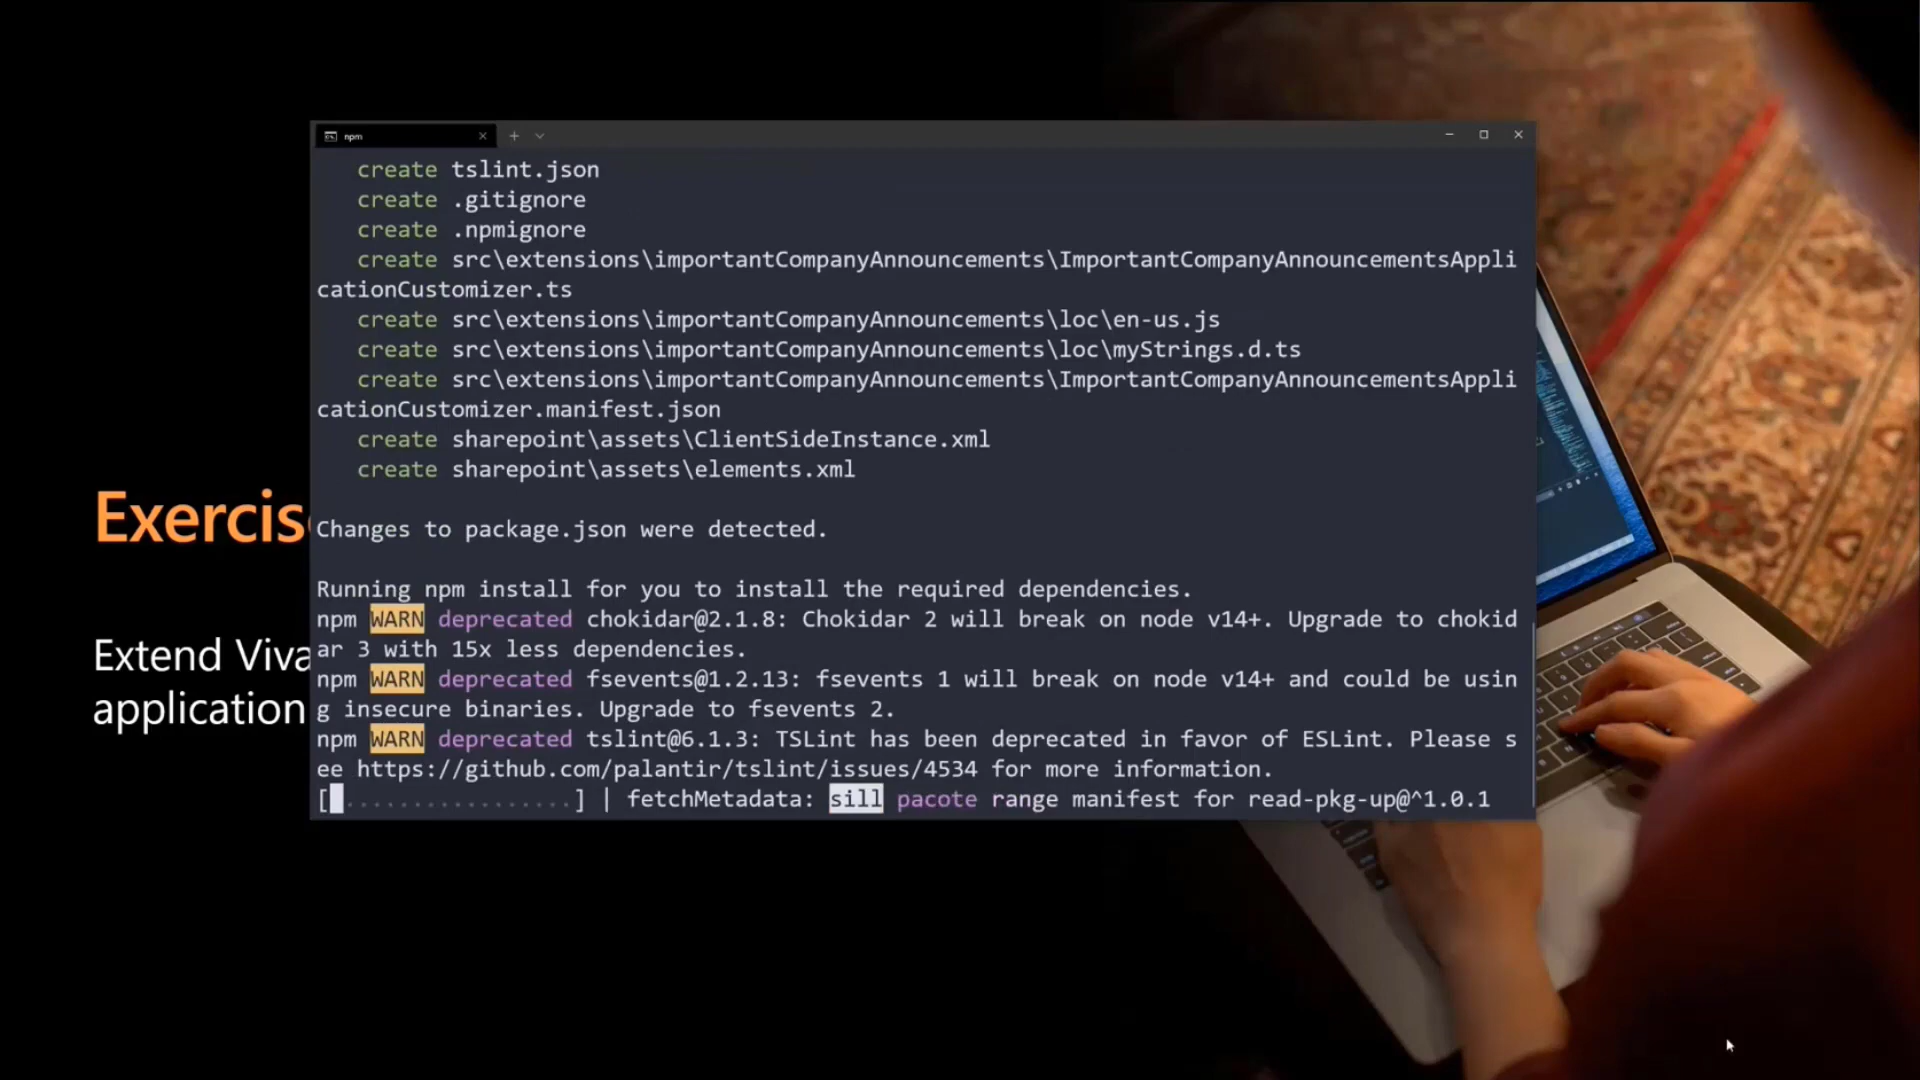 npm
create tslint.json
create .gitignore
create .npmignore
create src\extensions\importantCompanyAnnouncements\ImportantCompanyAnnouncementsAppli
cationCustomizer.ts
create src\extensions\importantCompanyAnnouncements\loc\en-us.js
create src\extensions\importantCompanyAnnouncements\loc\myStrings.d.ts
create src\extensions\importantCompanyAnnouncements\ImportantCompanyAnnouncementsAppli
cationCustomizer.manifest.json
create sharepoint\assets\ClientSideInstance.xml
create sharepoint\assets\elements.xml
Changes to package.json were detected.
Running npm install for you to install the required dependencies.
npm WARN deprecated chokidar@2.1.8: Chokidar 2 will break on node v14+. Upgrade to chokid
ar 3 with 15x less dependencies.
npm WARN deprecated fsevents@1.2.13: fsevents 1 will break on node v14+ and could be usin
g insecure binaries. Upgrade to fsevents 2.
npm WARN deprecated tslint@6.1.3: TSLint has been deprecated in favor of ESLint. Please s
ee https://github.com/palantir/tslint/issues/4534 for more information.
[ .................] | fetchMetadata: sill pacote range manifest for read-pkg-up@^1.0.1
Exercis
Extend Viva
application